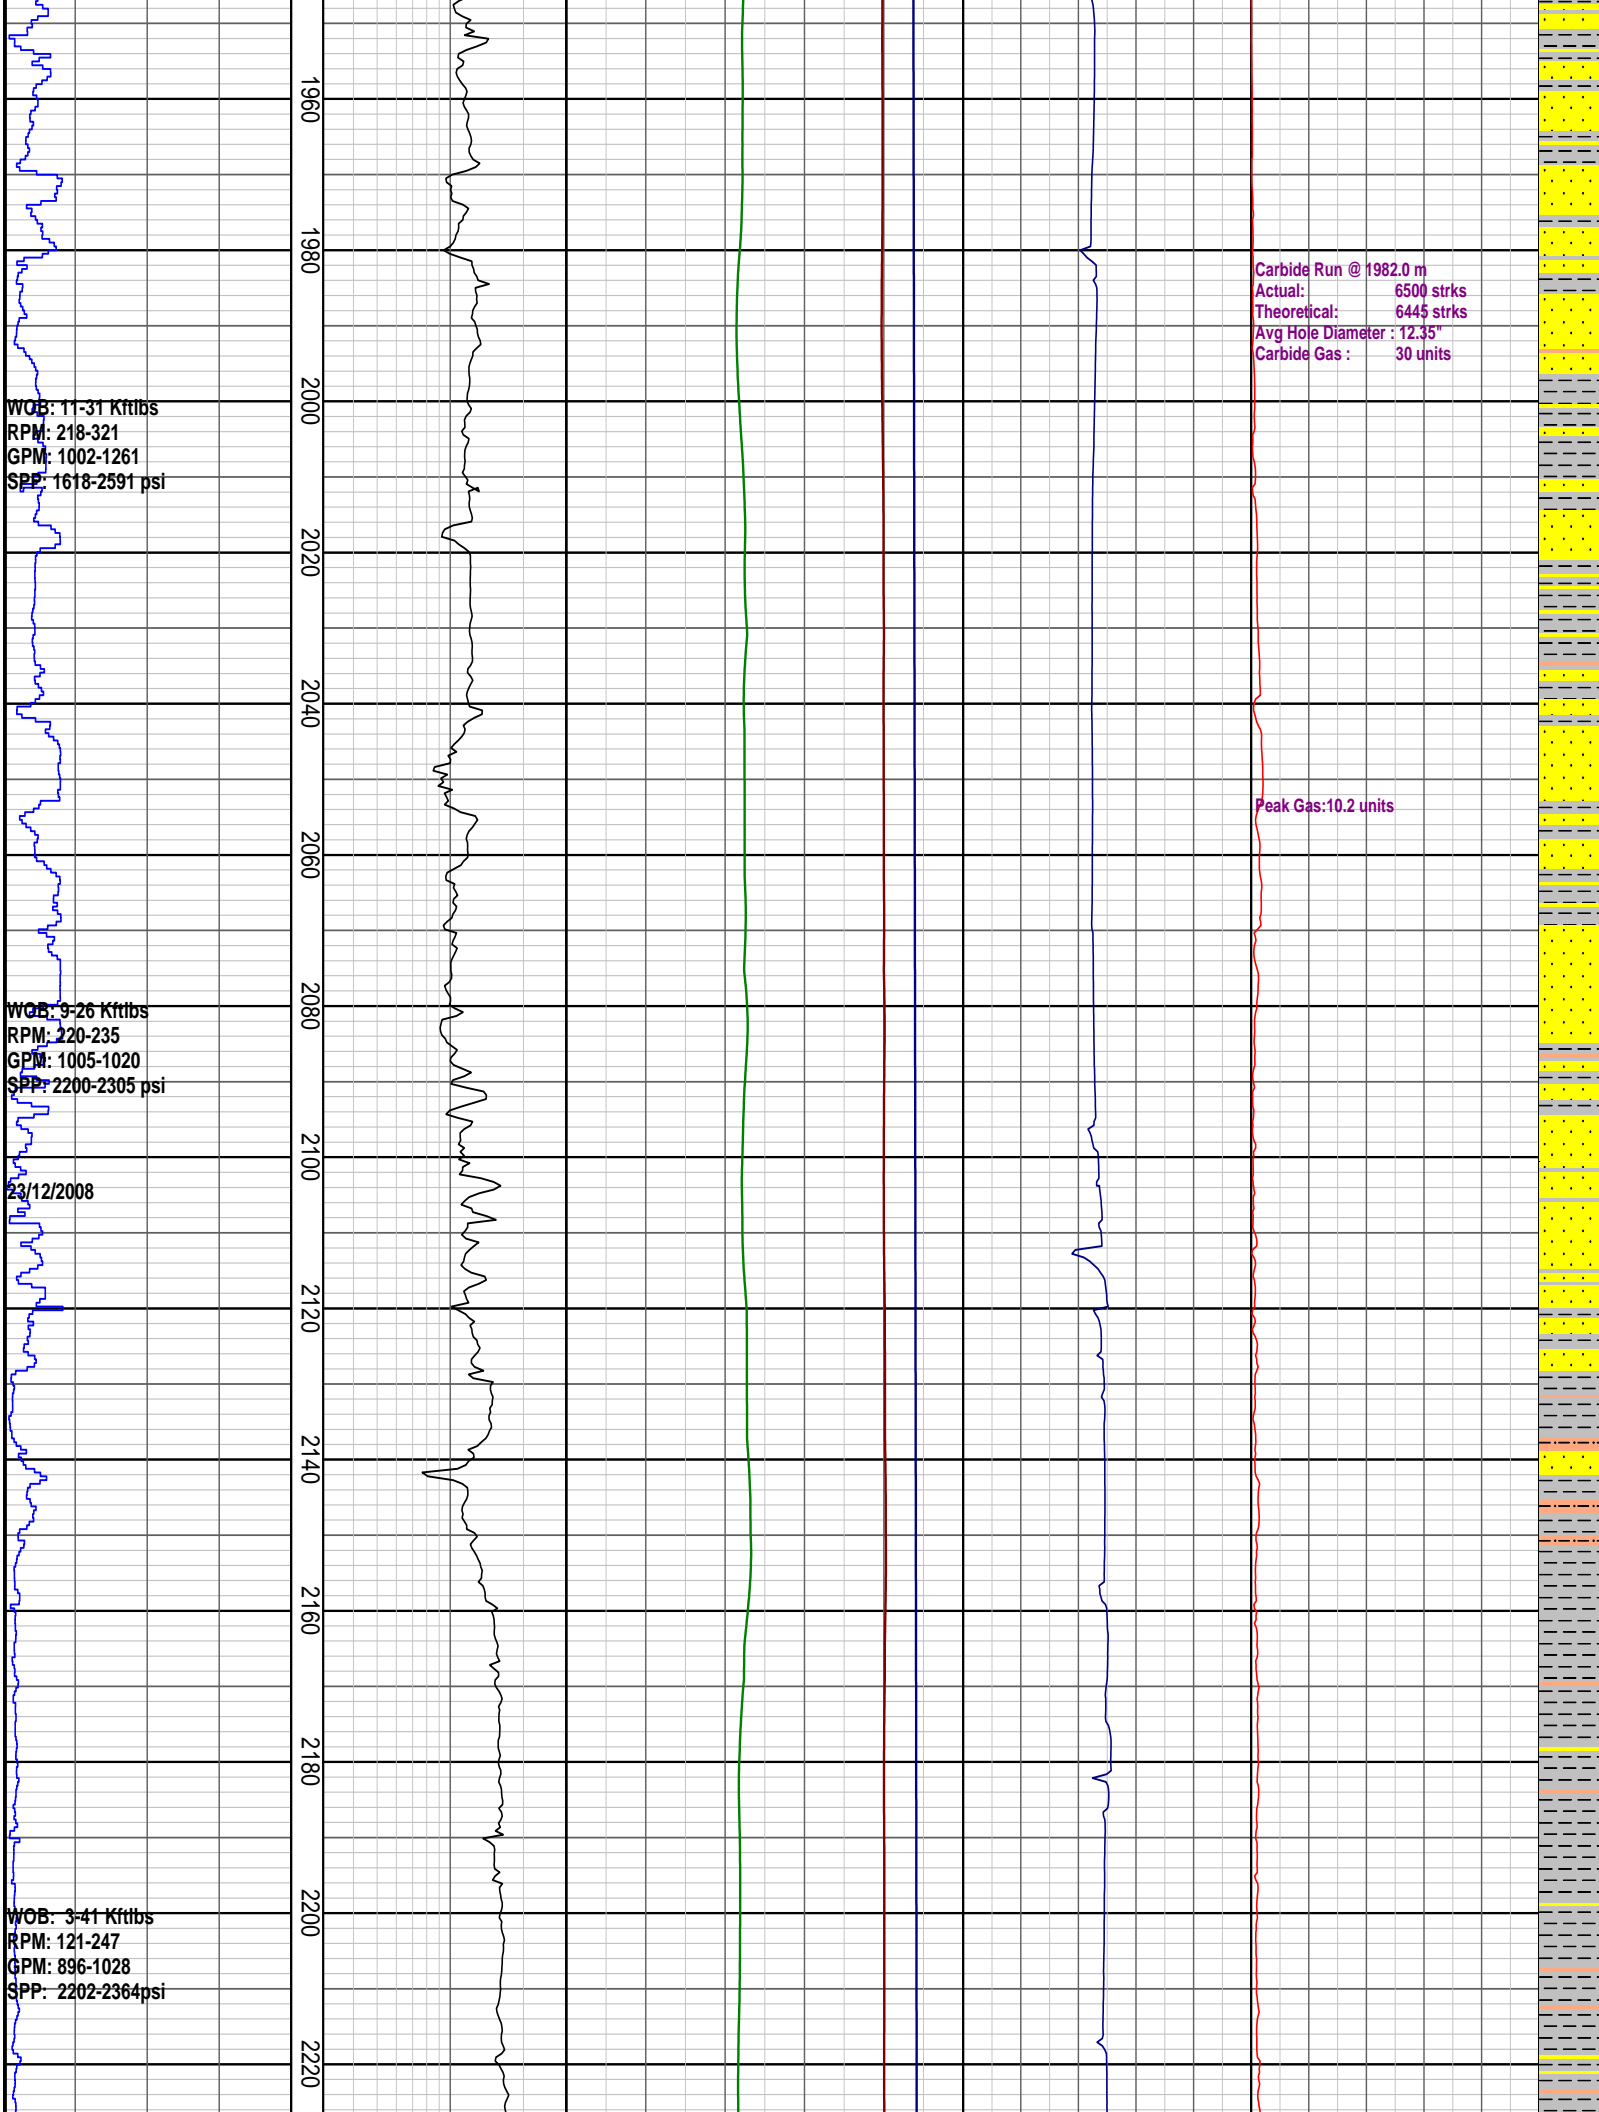 1960
1980
Carbide Run @ 1982.0 m
Actual: 6500 strks
Theoretical: 6445 strks
Avg Hole Diameter : 12.35"
Carbide Gas : 30 units
2000
WOB: 11-31 Kftlbs
RPM: 218-321
GPM: 1002-1261
SPP: 1618-2591 psi
2020
2040
Peak Gas:10.2 units
2060
2080
WOB: 9-26 Kftlbs
RPM: 220-235
GPM: 1005-1020
SPP: 2200-2305 psi
2100
23/12/2008
2120
2140
2160
2180
2200
WOB: 3-41 Kftlbs
RPM: 121-247
GPM: 896-1028
SPP: 2202-2364psi
2220